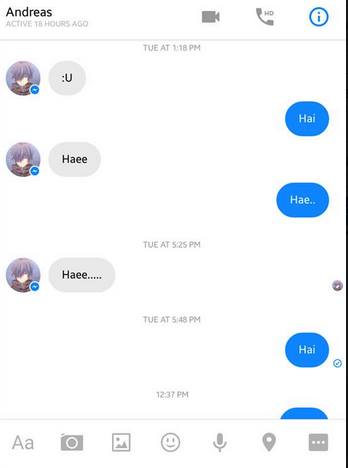 Andreas
ACTIVE 18 HOURS AGO
HD
TUE AT 1:18 PM
:U
Hai
Haee
Hae..
TUE AT 5:25 PM
Haee.....
TUE AT 5:48 PM
Hai
12:37 PM
Aa